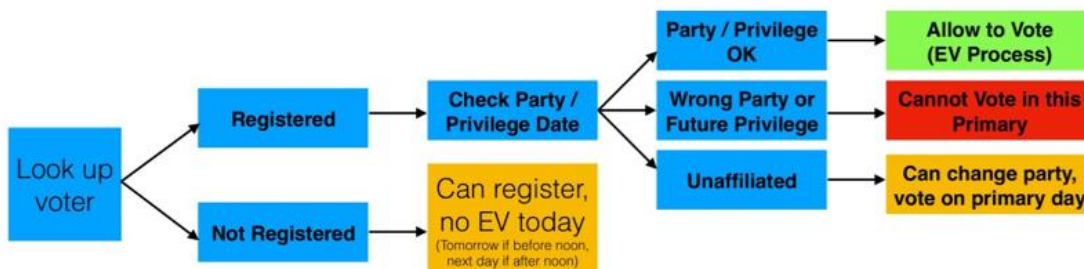 Look up
voter
Registered
Not Registered
Check Party /
Privilege Date
Can register,
no EV today
(Tomorrow if before noon,
next day if after noon)
Party / Privilege
OK
Wrong Party or
Future Privilege
Unaffiliated
Allow to Vote
(EV Process)
Cannot Vote in this
Primary
Can change party,
vote on primary day